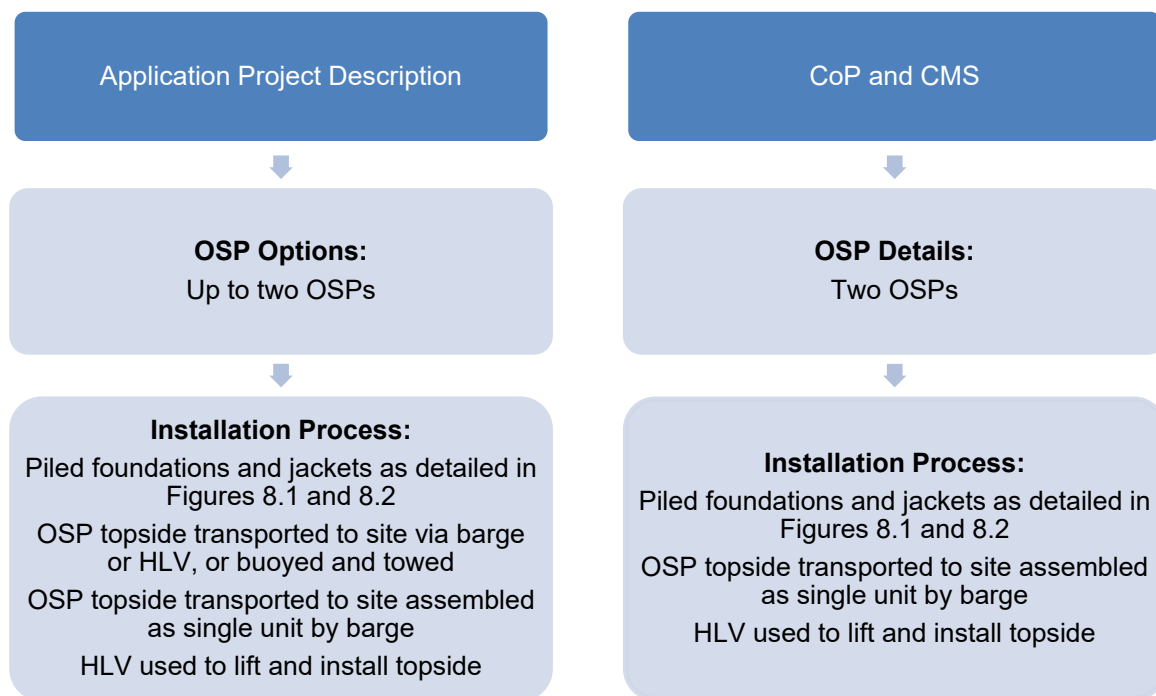 Application Project Description
OSP Options:
Up to two OSPs
Installation Process:
Piled foundations and jackets as detailed in
Figures 8.1 and 8.2
OSP topside transported to site via barge
or HLV, or buoyed and towed
OSP topside transported to site assembled
as single unit by barge
HLV used to lift and install topside
CoP and CMS
OSP Details:
Two OSPs
Installation Process:
Piled foundations and jackets as detailed in
Figures 8.1 and 8.2
OSP topside transported to site assembled
as single unit by barge
HLV used to lift and install topside